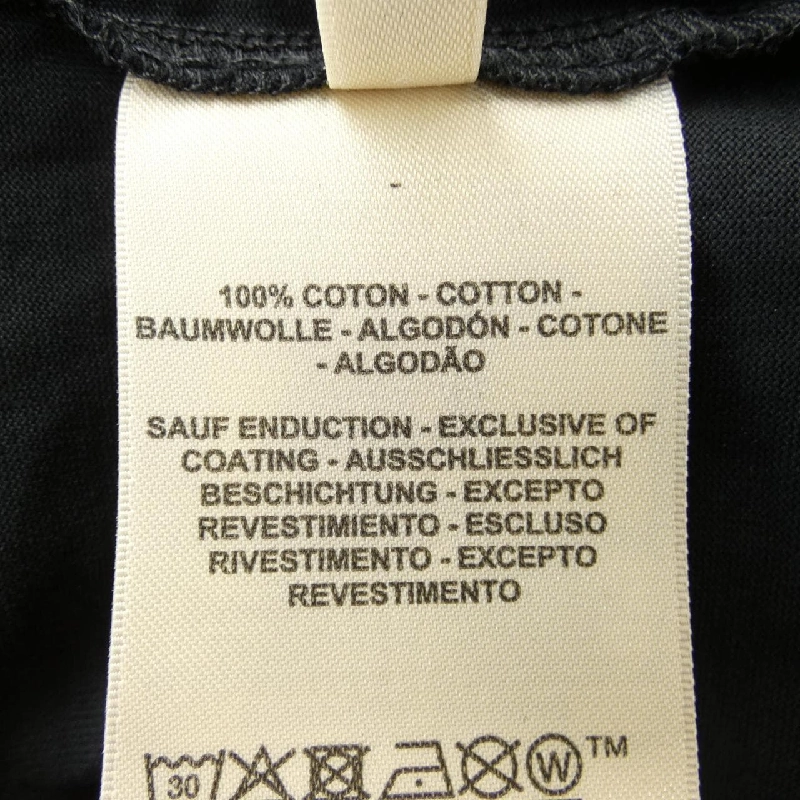 -
100% COTON - COTTON -
BAUMWOLLE - ALGODÓN - COTONE
- ALGODÃO
SAUF ENDUCTION - EXCLUSIVE OF
COATING - AUSSCHLIESSLICH
BESCHICHTUNG - EXCEPTO
REVESTIMIENTO - ESCLUSO
RIVESTIMENTO - EXCEPTO
REVESTIMENTO
30 W TM